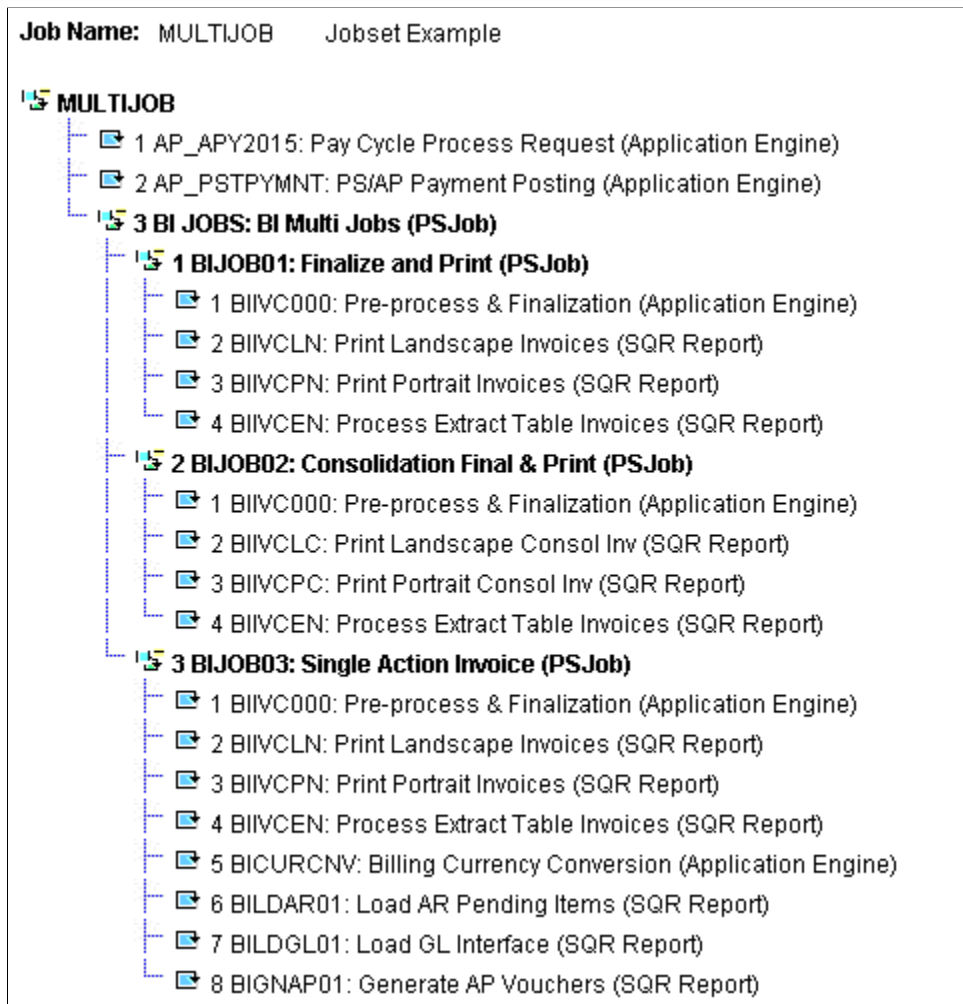 Job Name: MULTIJOB Jobset Example
MULTIJOB
1 AP_APY2015: Pay Cycle Process Request (Application Engine)
2 AP_PSTPYMNT: PS/AP Payment Posting (Application Engine)
3 BI JOBS: BI Multi Jobs (PSJob)
1 BIJOB01: Finalize and Print (PSJob)
1 BIIVC000: Pre-process & Finalization (Application Engine)
2 BIIVCLN: Print Landscape Invoices (SQR Report)
3 BIIVCPN: Print Portrait Invoices (SQR Report)
4 BIIVCEN: Process Extract Table Invoices (SQR Report)
2 BIJOB02: Consolidation Final & Print (PSJob)
1 BIIVC000: Pre-process & Finalization (Application Engine)
2 BIIVCLC: Print Landscape Consol Inv (SQR Report)
3 BIIVCPC: Print Portrait Consol Inv (SQR Report)
4 BIIVCEN: Process Extract Table Invoices (SQR Report)
3 BIJOB03: Single Action Invoice (PSJob)
1 BIIVC000: Pre-process & Finalization (Application Engine)
2 BIIVCLN: Print Landscape Invoices (SQR Report)
3 BIIVCPN: Print Portrait Invoices (SQR Report)
4 BIIVCEN: Process Extract Table Invoices (SQR Report)
5 BICURCNV: Billing Currency Conversion (Application Engine)
6 BILDAR01: Load AR Pending Items (SQR Report)
7 BILDGL01: Load GL Interface (SQR Report)
8 BIGNAP01: Generate AP Vouchers (SQR Report)